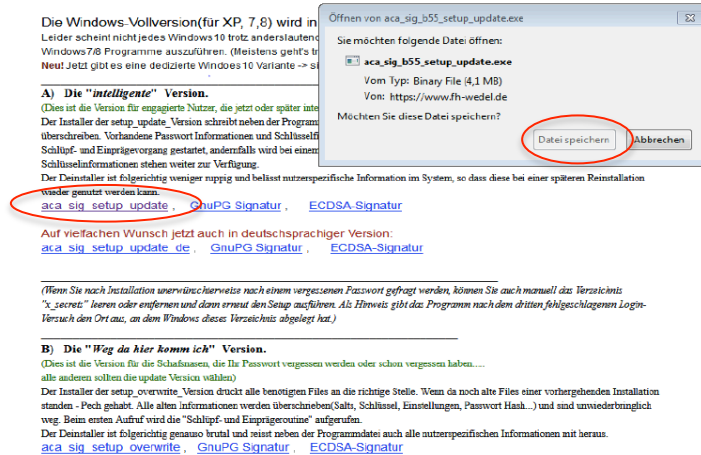 Die Windows-Vollversion(für XP, 7,8) wird in
Leider scheint nicht jedes Windows10 trotz anderslautend
Windows7/8 Programme auszuführen. (Meistens geht's tr
Neu! Jetzt gibt es eine dedizierte Windoes10 Variante -> si
Öffnen von aca_sig_b55_setup_update.exe
Sie möchten folgende Datei öffnen:
aca_sig_b55_setup_update.exe
Vom Typ: Binary File (4,1 MB)
Von: https://www.fh-wedel.de
Möchten Sie diese Datei speichern?
Datei speichern
Abbrechen
A) Die "intelligente" Version.
(Dies ist die Version für engagierte Nutzer, die jetzt oder später inte
Der Installer der setup_update_Version schreibt neben der Program
überschreiben. Vorhandene Passwort Informationen und Schlüsselfi
Schlüpf- und Einprägevorgang gestartet, andernfalls wird bei einem
Schlüsselinformationen stehen weiter zur Verfügung.
Der Deinstaller ist folgerichtig weniger ruppig und belässt nutzerspezifische Information im System, so dass diese bei einer späteren Reinstallation
wieder genutzt werden kann.
aca_sig_setup_update , GnuPG Signatur , ECDSA-Signatur
Auf vielfachen Wunsch jetzt auch in deutschsprachiger Version:
aca_sig_setup_update_de , GnuPG Signatur , ECDSA-Signatur
(Wenn Sie nach Installation unerwünschterweise nach einem vergessenen Passwort gefragt werden, können Sie auch manuell das Verzeichnis
"x_secrets" leeren oder entfernen und dann erneut den Setup ausführen. Als Hinweis gibt das Programm nach dem dritten fehlgeschlagenen Login-
Versuch den Ort aus, an dem Windows dieses Verzeichnis abgelegt hat.)
B) Die "Weg da hier komm ich" Version.
(Dies ist die Version für die Schafsnasen, die Ihr Passwort vergessen werden oder schon vergessen haben.....
alle anderen sollten die update Version wählen)
Der Installer der setup_overwrite_Version drückt alle benötigten Files an die richtige Stelle. Wenn da noch alte Files einer vorhergehenden Installation
standen - Pech gehabt. Alle alten Informationen werden überschrieben(Salts, Schlüssel, Einstellungen, Passwort Hash...) und sind unwiederbringlich
weg. Beim ersten Aufruf wird die "Schlüpf- und Einprägeroutine" aufgerufen.
Der Deinstaller ist folgerichtig genauso brutal und reisst neben der Programmdatei auch alle nutzerspezifischen Informationen mit heraus.
aca_sig_setup_overwrite , GnuPG Signatur , ECDSA-Signatur